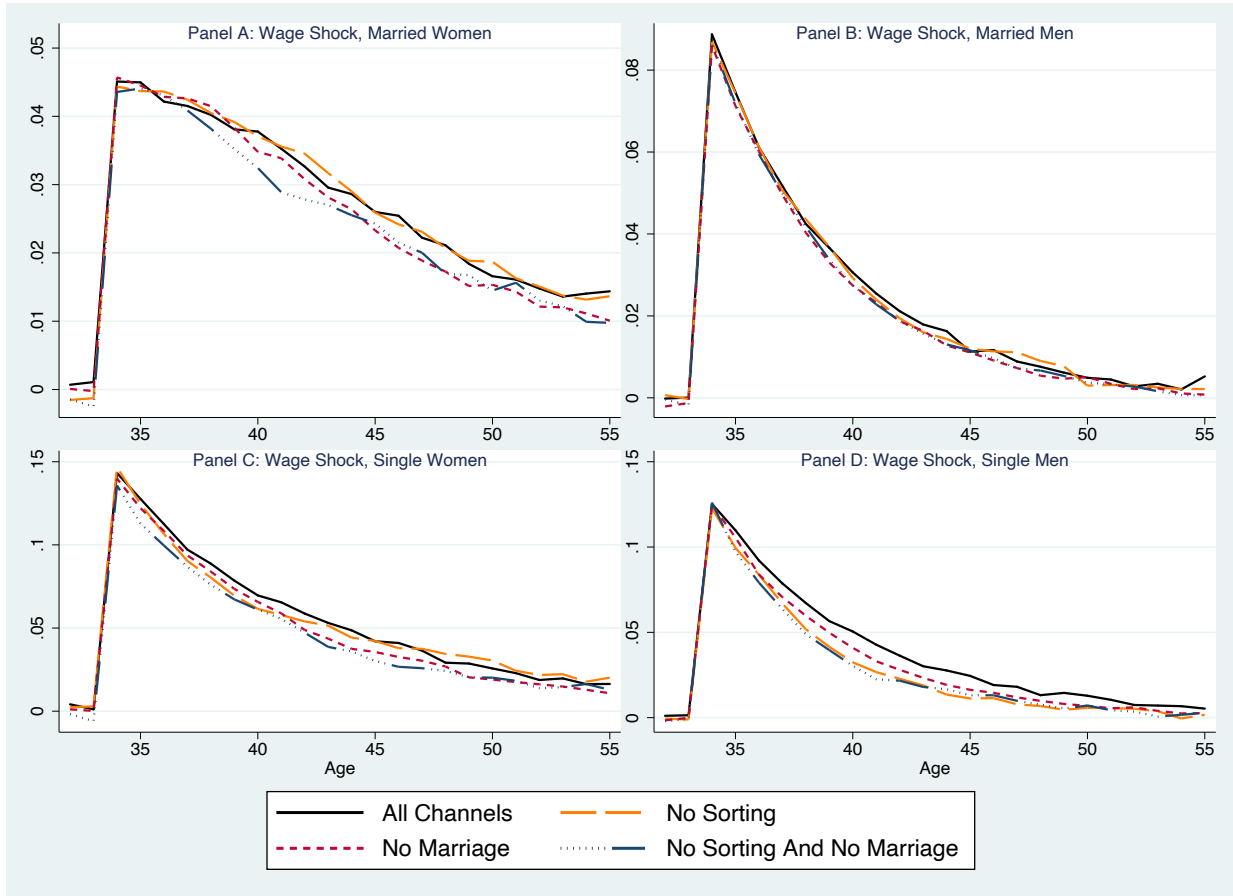 Panel A: Wage Shock, Married Women
.05
.04
.03
.02
.01
0
35 40 45 50 55
Panel B: Wage Shock, Married Men
.08
.06
.04
.02
0
35 40 45 50 55
Panel C: Wage Shock, Single Women
.15
.1
.05
0
35 40 45 50 55
Age
Panel D: Wage Shock, Single Men
.15
.1
.05
0
35 40 45 50 55
Age
All Channels No Sorting
No Marriage No Sorting And No Marriage